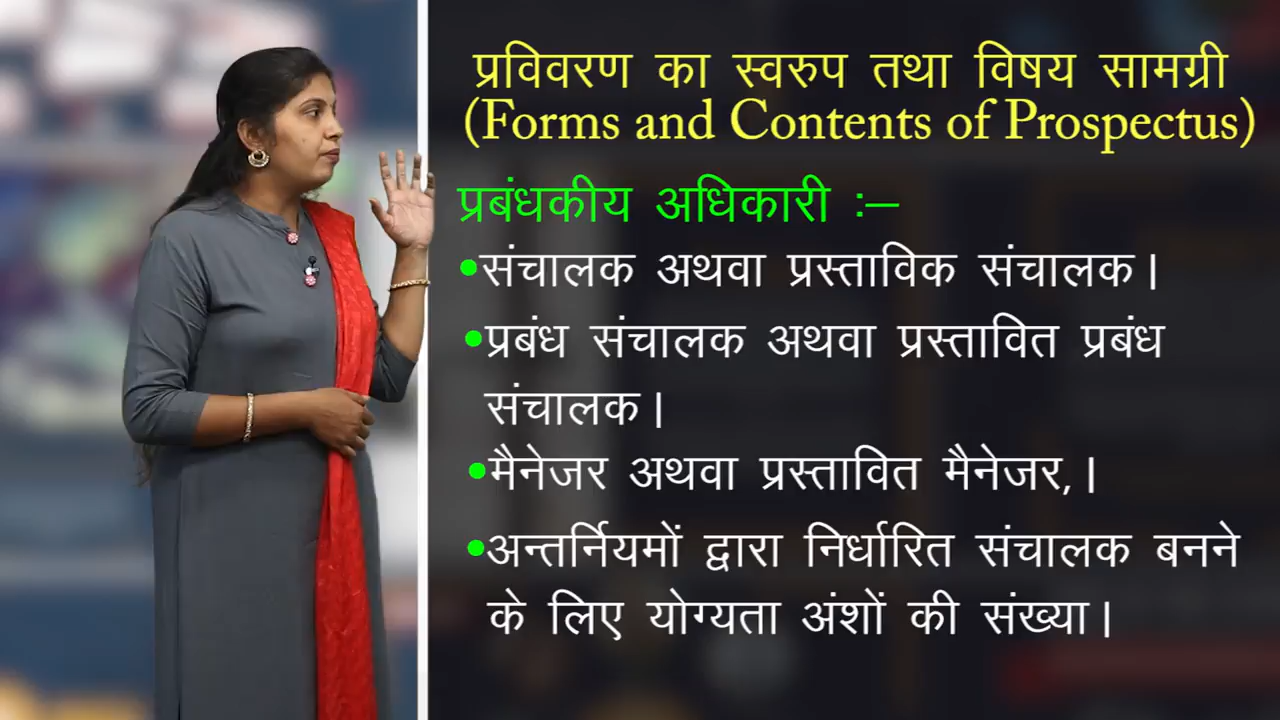 प्रविवरण का स्वरुप तथा विषय सामग्री
(Forms and Contents of Prospectus)
प्रबंधकीय अधिकारी :–
•संचालक अथवा प्रस्ताविक संचालक।
•प्रबंध संचालक अथवा प्रस्तावित प्रबंध
संचालक।
•मैनेजर अथवा प्रस्तावित मैनेजर,।
•अन्तर्नियमों द्वारा निर्धारित संचालक बनने
के लिए योग्यता अंशों की संख्या।